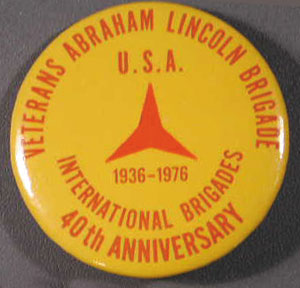 VETERANS ABRAHAM LINCOLN BRIGADE
U.S.A.
1936-1976
INTERNATIONAL BRIGADES
40th ANNIVERSARY